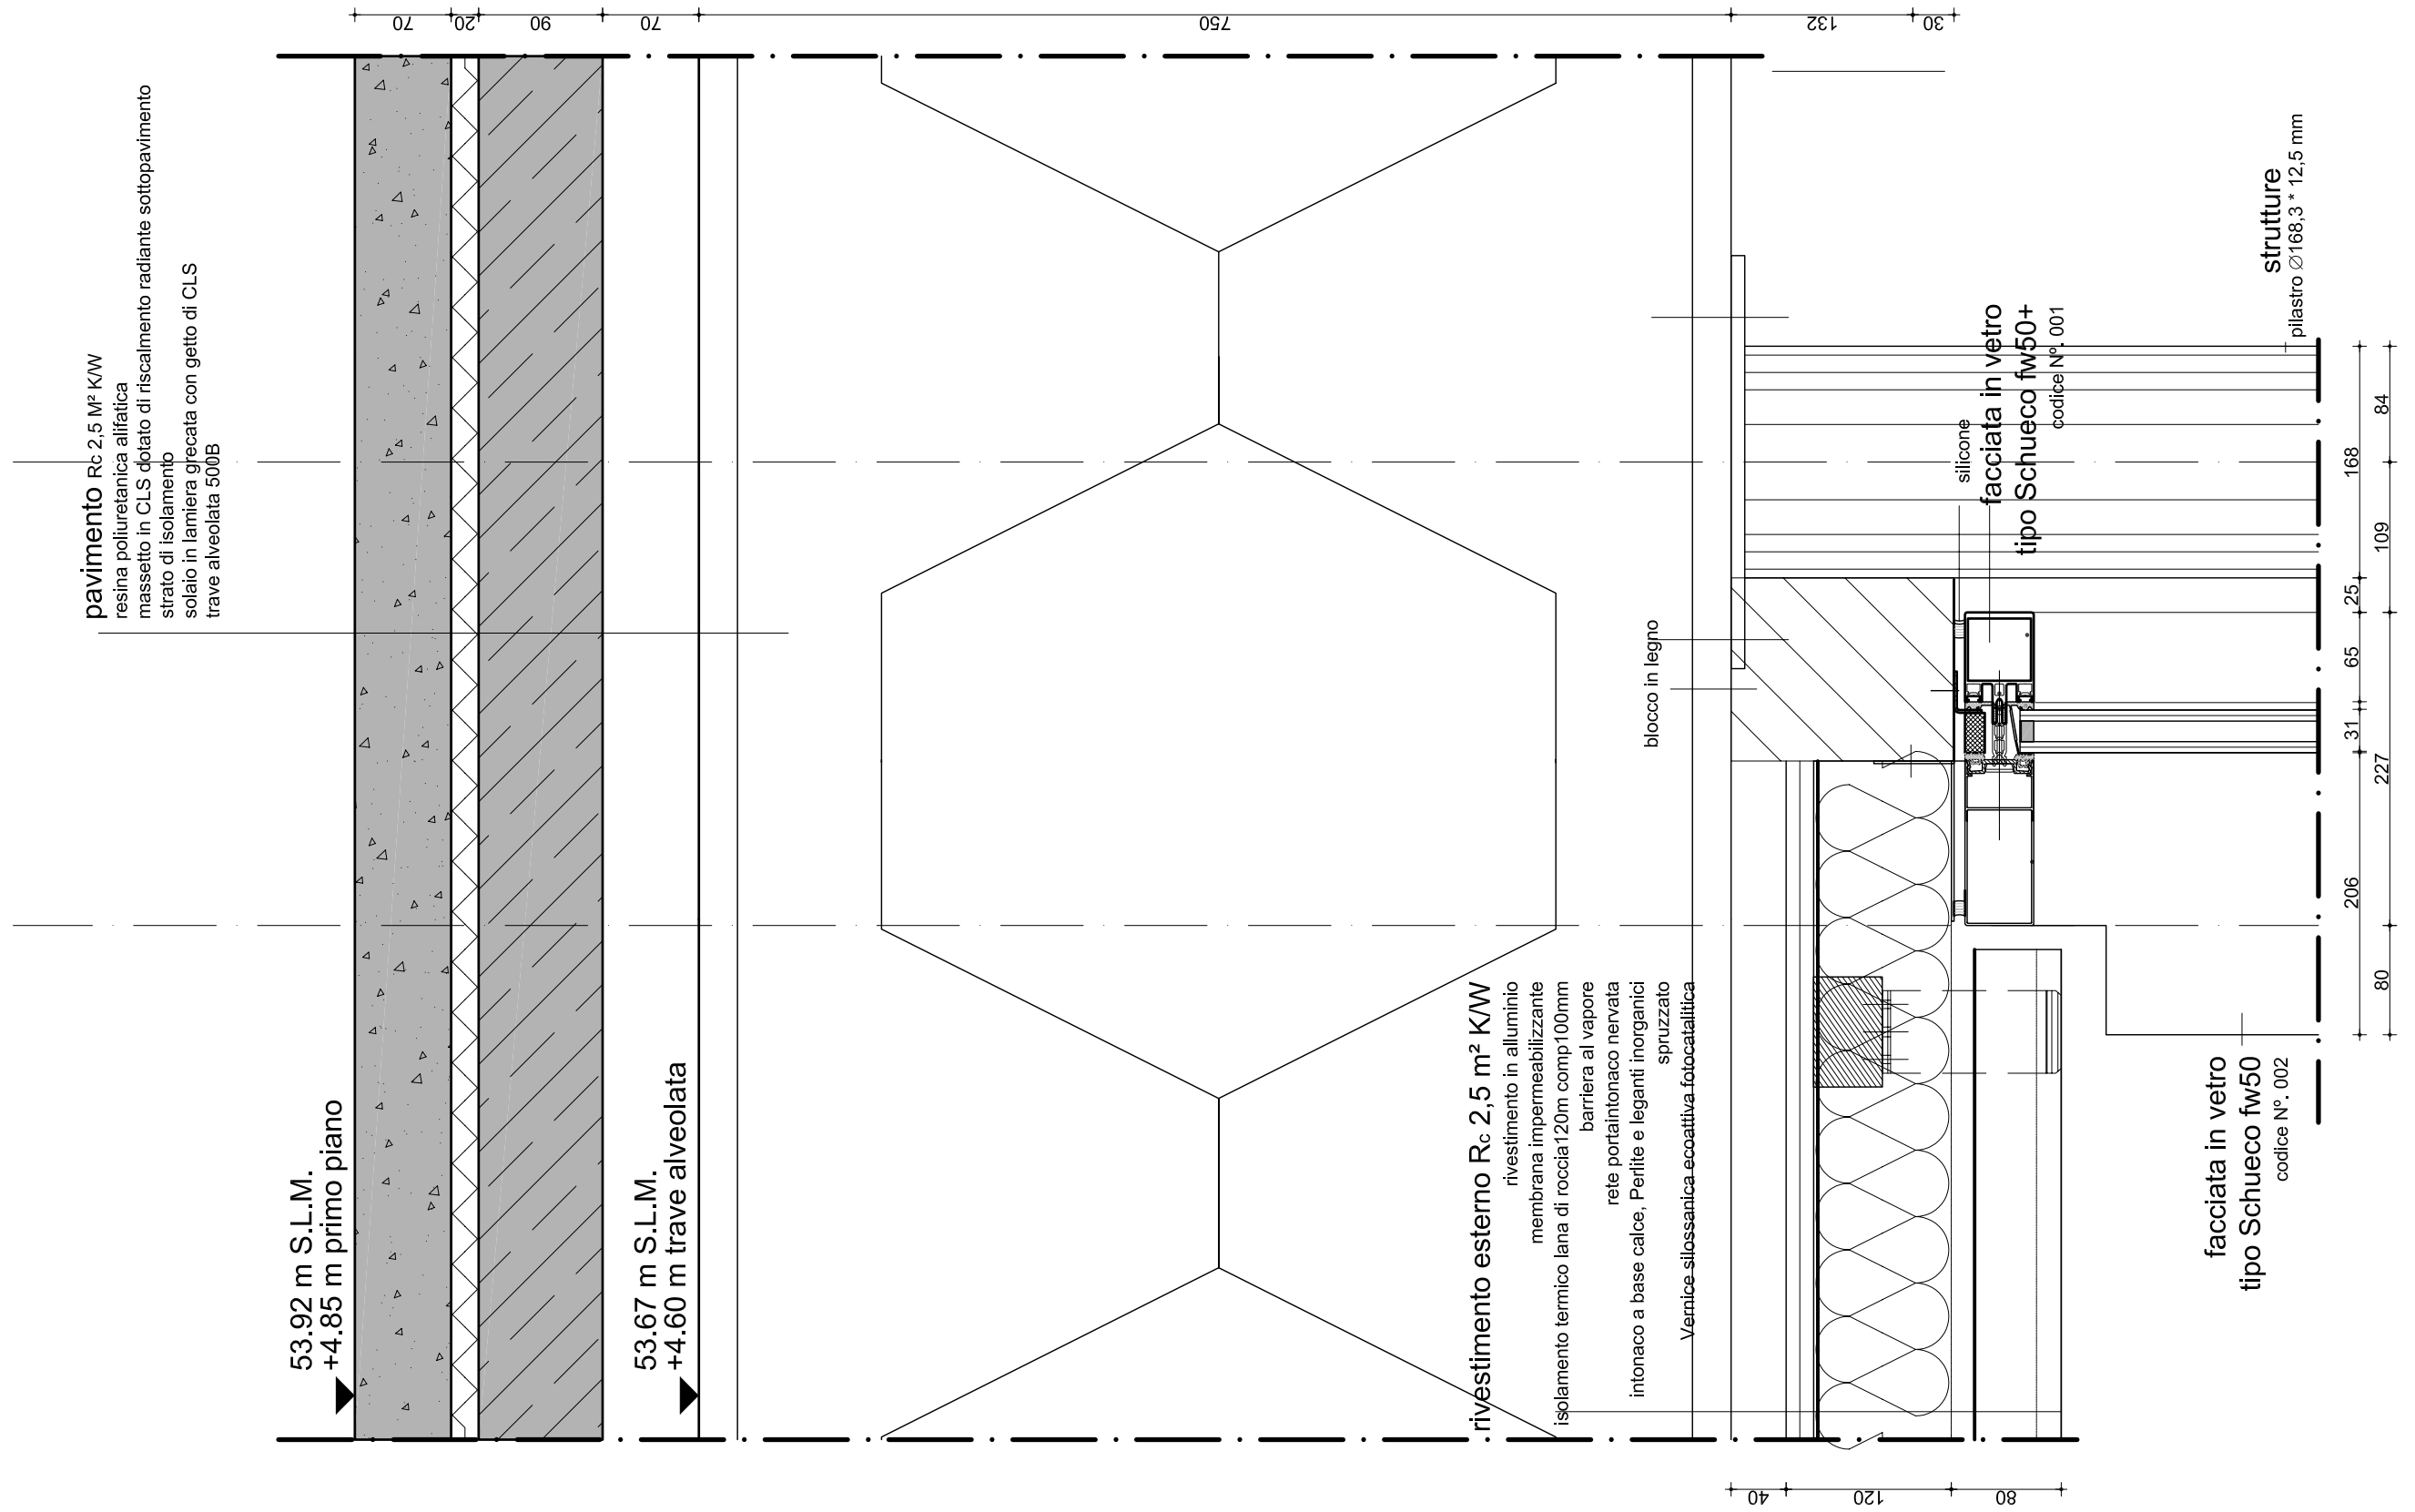 pavimento Rc 2,5 M² K/W
resina poliuretanica alifatica
massetto in CLS dotato di riscalmento radiante sottopavimento
strato di isolamento
solaio in lamiera grecata con getto di CLS
trave alveolata 500B
53.92 m S.L.M.
+4.85 m primo piano
53.67 m S.L.M.
+4.60 m trave alveolata
rivestimento esterno Rc 2,5 m² K/W
rivestimento in alluminio
membrana impermeabilizzante
isolamento termico lana di roccia120m comp100mm
barriera al vapore
rete portaintonaco nervata
intonaco a base calce, Perlite e leganti inorganici
spruzzato
Vernice silossanica ecoattiva fotocatalitica
blocco in legno
silicone
facciata in vetro
tipo Schueco fw50+
codice Nº. 001
strutture
pilastro Ø168,3 * 12,5 mm
facciata in vetro
tipo Schueco fw50
codice Nº. 002
70
20
90
70
750
132
30
40
120
80
206
31
65
25
168
80
227
109
84